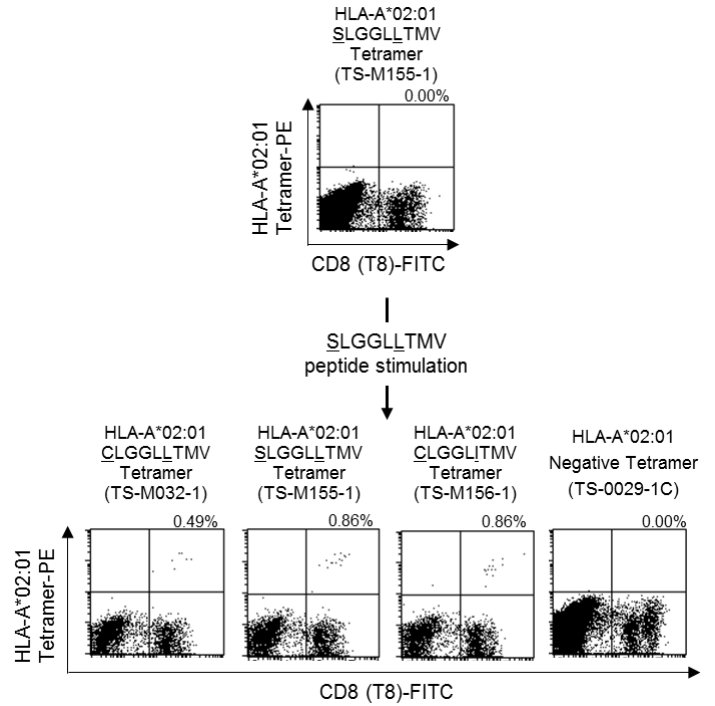 HLA-A*02:01
SLGGLLTMV
Tetramer
(TS-M155-1)
0.00%
HLA-A*02:01
Tetramer-PE
CD8 (T8)-FITC
SLGGLLTMV
peptide stimulation
HLA-A*02:01
CLGGLLTMV
Tetramer
(TS-M032-1)
HLA-A*02:01
SLGGLLTMV
Tetramer
(TS-M155-1)
HLA-A*02:01
CLGGLITMV
Tetramer
(TS-M156-1)
HLA-A*02:01
Negative Tetramer
(TS-0029-1C)
0.49%
0.86%
0.86%
0.00%
HLA-A*02:01
Tetramer-PE
CD8 (T8)-FITC